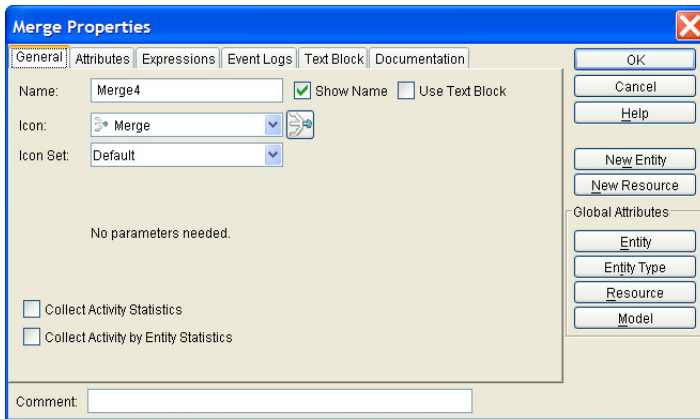 Merge Properties
General Attributes Expressions Event Logs Text Block Documentation
Name: Merge4 Show Name Use Text Block
Icon: Merge
Icon Set: Default
No parameters needed.
Collect Activity Statistics
Collect Activity by Entity Statistics
Comment:
OK
Cancel
Help
New Entity
New Resource
Global Attributes
Entity
Entity Type
Resource
Model